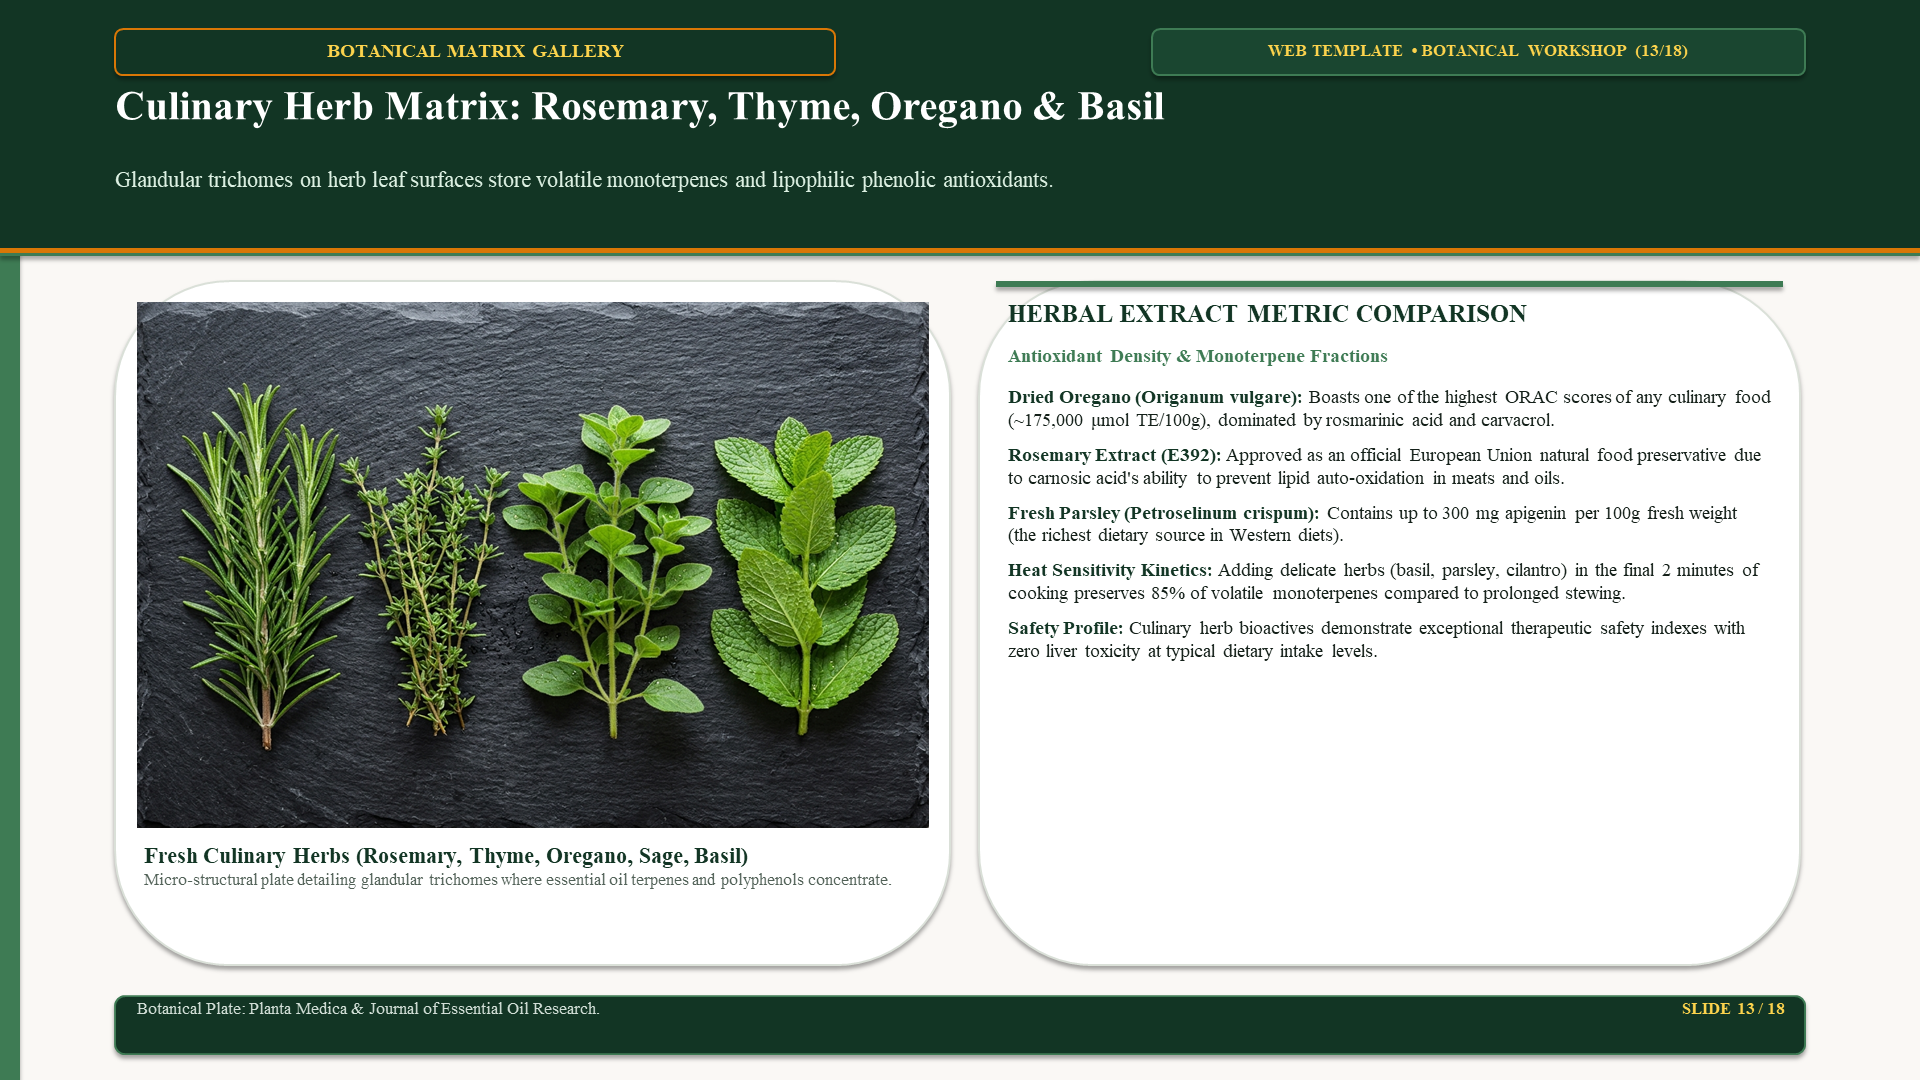 BOTANICAL MATRIX GALLERY
WEB TEMPLATE • BOTANICAL WORKSHOP (13/18)
Culinary Herb Matrix: Rosemary, Thyme, Oregano & Basil
Glandular trichomes on herb leaf surfaces store volatile monoterpenes and lipophilic phenolic antioxidants.
Fresh Culinary Herbs (Rosemary, Thyme, Oregano, Sage, Basil)
Micro-structural plate detailing glandular trichomes where essential oil terpenes and polyphenols concentrate.
HERBAL EXTRACT METRIC COMPARISON
Antioxidant Density & Monoterpene Fractions
Dried Oregano (Origanum vulgare): Boasts one of the highest ORAC scores of any culinary food
(~175,000 μmol TE/100g), dominated by rosmarinic acid and carvacrol.
Rosemary Extract (E392): Approved as an official European Union natural food preservative due
to carnosic acid's ability to prevent lipid auto-oxidation in meats and oils.
Fresh Parsley (Petroselinum crispum): Contains up to 300 mg apigenin per 100g fresh weight
(the richest dietary source in Western diets).
Heat Sensitivity Kinetics: Adding delicate herbs (basil, parsley, cilantro) in the final 2 minutes of
cooking preserves 85% of volatile monoterpenes compared to prolonged stewing.
Safety Profile: Culinary herb bioactives demonstrate exceptional therapeutic safety indexes with
zero liver toxicity at typical dietary intake levels.
Botanical Plate: Planta Medica & Journal of Essential Oil Research.
SLIDE 13 / 18